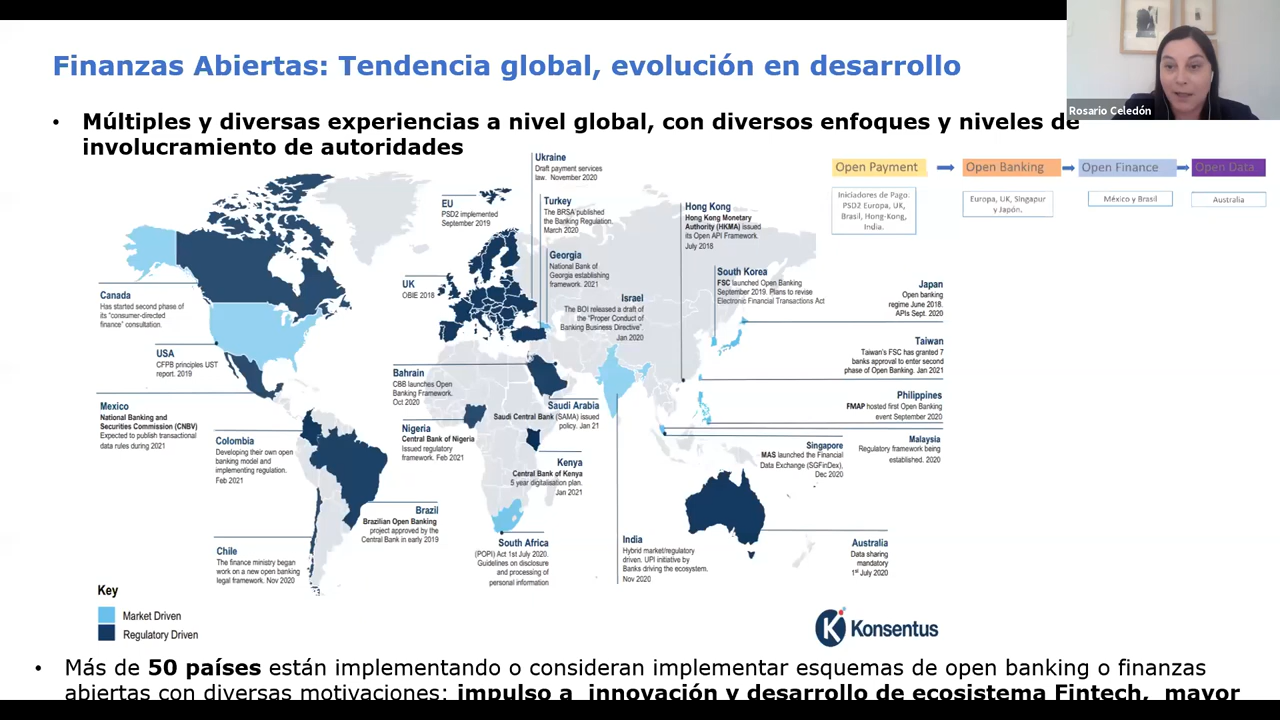 Finanzas Abiertas: Tendencia global, evolución en desarrollo
Rosario Celedón
• Múltiples y diversas experiencias a nivel global, con diversos enfoques y niveles de
involucramiento de autoridades
Open Payment
Open Banking
Open Finance
Open Data
Iniciadores de Pago.
PSD2 Europa, UK,
Brasil, Hong-Kong,
India.
Europa, UK, Singapur
y Japón.
México y Brasil
Australia
Ukraine
Draft payment services
law. November 2020
EU
PSD2 implemented
September 2019
Turkey
The BRSA published
the Banking Regulation.
March 2020
Hong Kong
Hong Kong Monetary
Authority (HKMA) issued
its Open API Framework.
July 2018
Georgia
National Bank of
Georgia establishing
framework. 2021
UK
OBIE 2018
South Korea
FSC launched Open Banking
September 2019. Plans to revise
Electronic Financial Transactions Act
Canada
Has started second phase of
its "consumer-directed
finance" consultation.
Israel
The BOI released a draft of
the "Proper Conduct of
Banking Business Directive".
Jan 2020
Japan
Open banking
regime June 2018.
APIs Sept. 2020
USA
CFPB principles UST
report. 2019
Taiwan
Taiwan's FSC has granted 7
banks approval to enter second
phase of Open Banking. Jan 2021
Bahrain
CBB launches Open
Banking Framework.
Oct 2020
Mexico
National Banking and
Securities Commission (CNBV)
Expected to publish transactional
data rules during 2021
Saudi Arabia
Saudi Central Bank (SAMA) issued
policy. Jan 21
Philippines
FMAP hosted first Open Banking
event September 2020
Nigeria
Central Bank of Nigeria
Issued regulatory
framework. Feb 2021
Colombia
Developing their own open
banking model and
implementing regulation.
Feb 2021
Kenya
Central Bank of Kenya
5 year digitalisation plan.
Jan 2021
Singapore
MAS launched the Financial
Data Exchange (SGFinDex),
Dec 2020
Malaysia
Regulatory framework being
established. 2020
Brazil
Brazilian Open Banking
project approved by the
Central Bank in early 2019
Chile
The finance ministry began
work on a new open banking
legal framework. Nov 2020
South Africa
(POPI) Act 1st July 2020.
Guidelines on disclosure
and processing of
personal information
India
Hybrid market/regulatory
driven. UPI initiative by
Banks driving the ecosystem.
Nov 2020
Australia
Data sharing
mandatory
1st July 2020
Key
Market Driven
Regulatory Driven
K Konsentus
• Más de 50 países están implementando o consideran implementar esquemas de open banking o finanzas
abiertas con diversas motivaciones: impulso a innovación y desarrollo de ecosistema Fintech, mayor